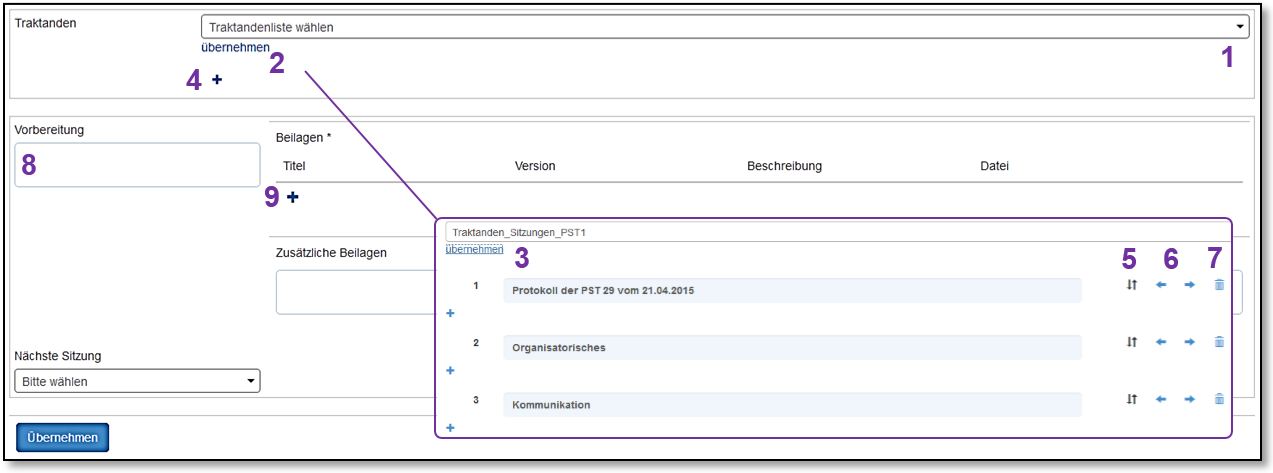 Traktanden
Traktandenliste wählen
1
übernehmen
2
4 +
Vorbereitung
8
Beilagen *
Titel Version Beschreibung Datei
9 +
Traktanden_Sitzungen_PST1
übernehmen
3 5 6 7
Zusätzliche Beilagen
1 Protokoll der PST 29 vom 21.04.2015
+
2 Organisatorisches
+
3 Kommunikation
+
Nächste Sitzung
Bitte wählen
Übernehmen